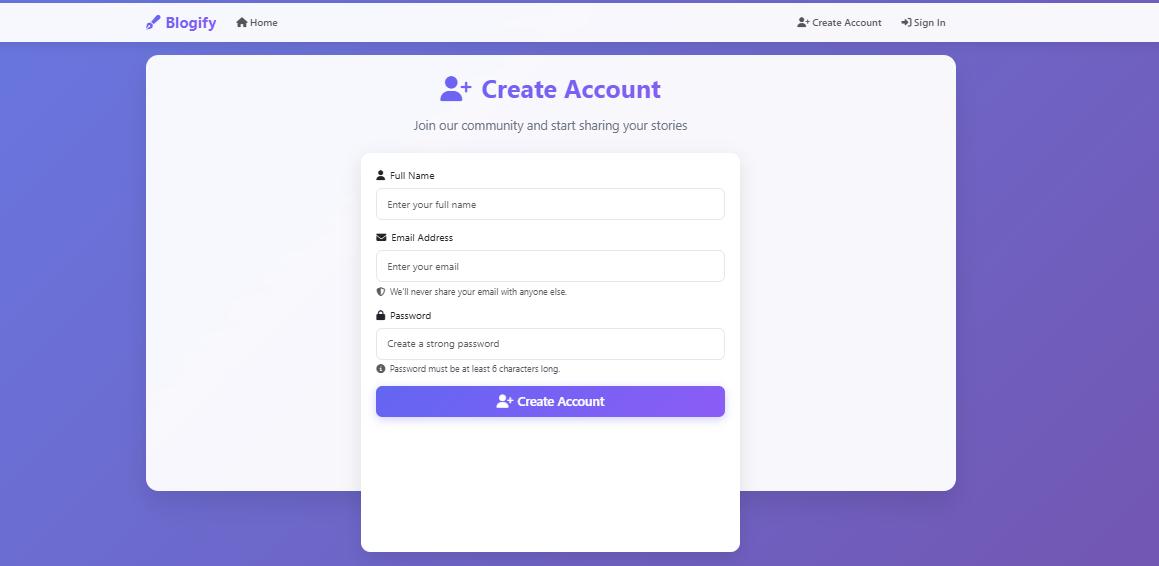 Blogify
Home
Create Account
Sign In
Create Account
Join our community and start sharing your stories
Full Name
Enter your full name
Email Address
Enter your email
We'll never share your email with anyone else.
Password
Create a strong password
Password must be at least 6 characters long.
Create Account